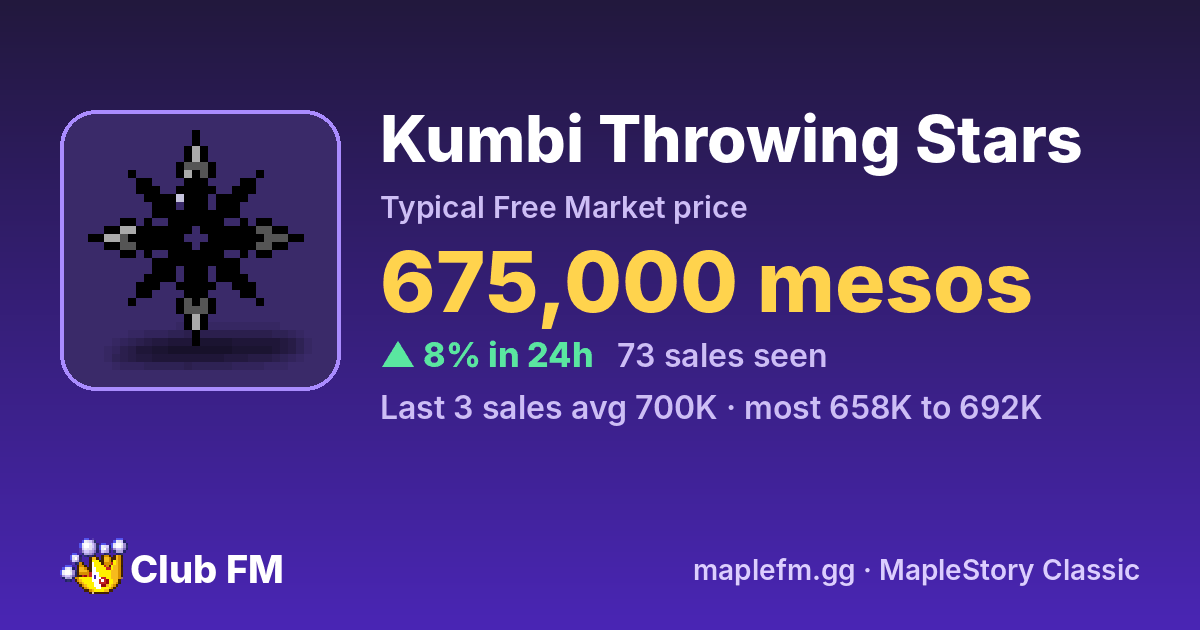 Kumbi Throwing Stars
Typical Free Market price
675,000 mesos
▲ 8% in 24h 73 sales seen
Last 3 sales avg 700K · most 658K to 692K
Club FM
maplefm.gg · MapleStory Classic